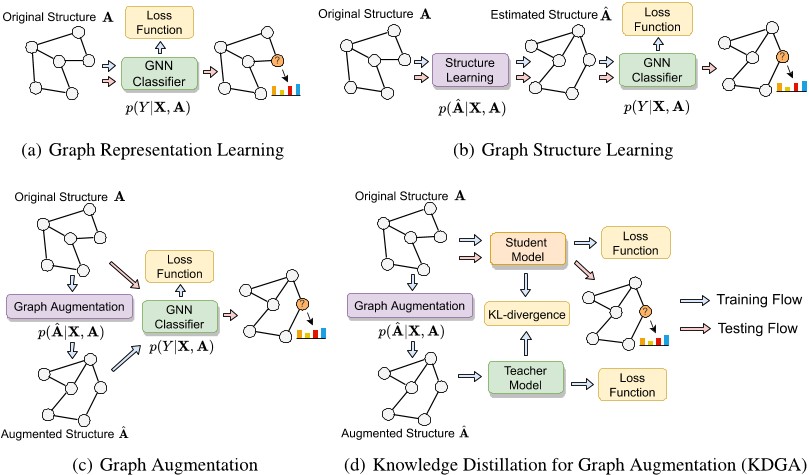 Original Structure A
Loss
Function
GNN
Classifier
?
p(Y|X, A)
(a) Graph Representation Learning
Original Structure A
Structure
Learning
p(Â|X, A)
Estimated Structure Â
Loss
Function
GNN
Classifier
?
p(Y|X, A)
(b) Graph Structure Learning
Original Structure A
Graph Augmentation
p(Â|X, A)
Augmented Structure Â
Loss
Function
GNN
Classifier
p(Y|X, A)
?
(c) Graph Augmentation
Original Structure A
Graph Augmentation
p(Â|X, A)
Augmented Structure Â
Student
Model
Loss
Function
KL-divergence
Teacher
Model
Loss
Function
?
Training Flow
Testing Flow
(d) Knowledge Distillation for Graph Augmentation (KDGA)